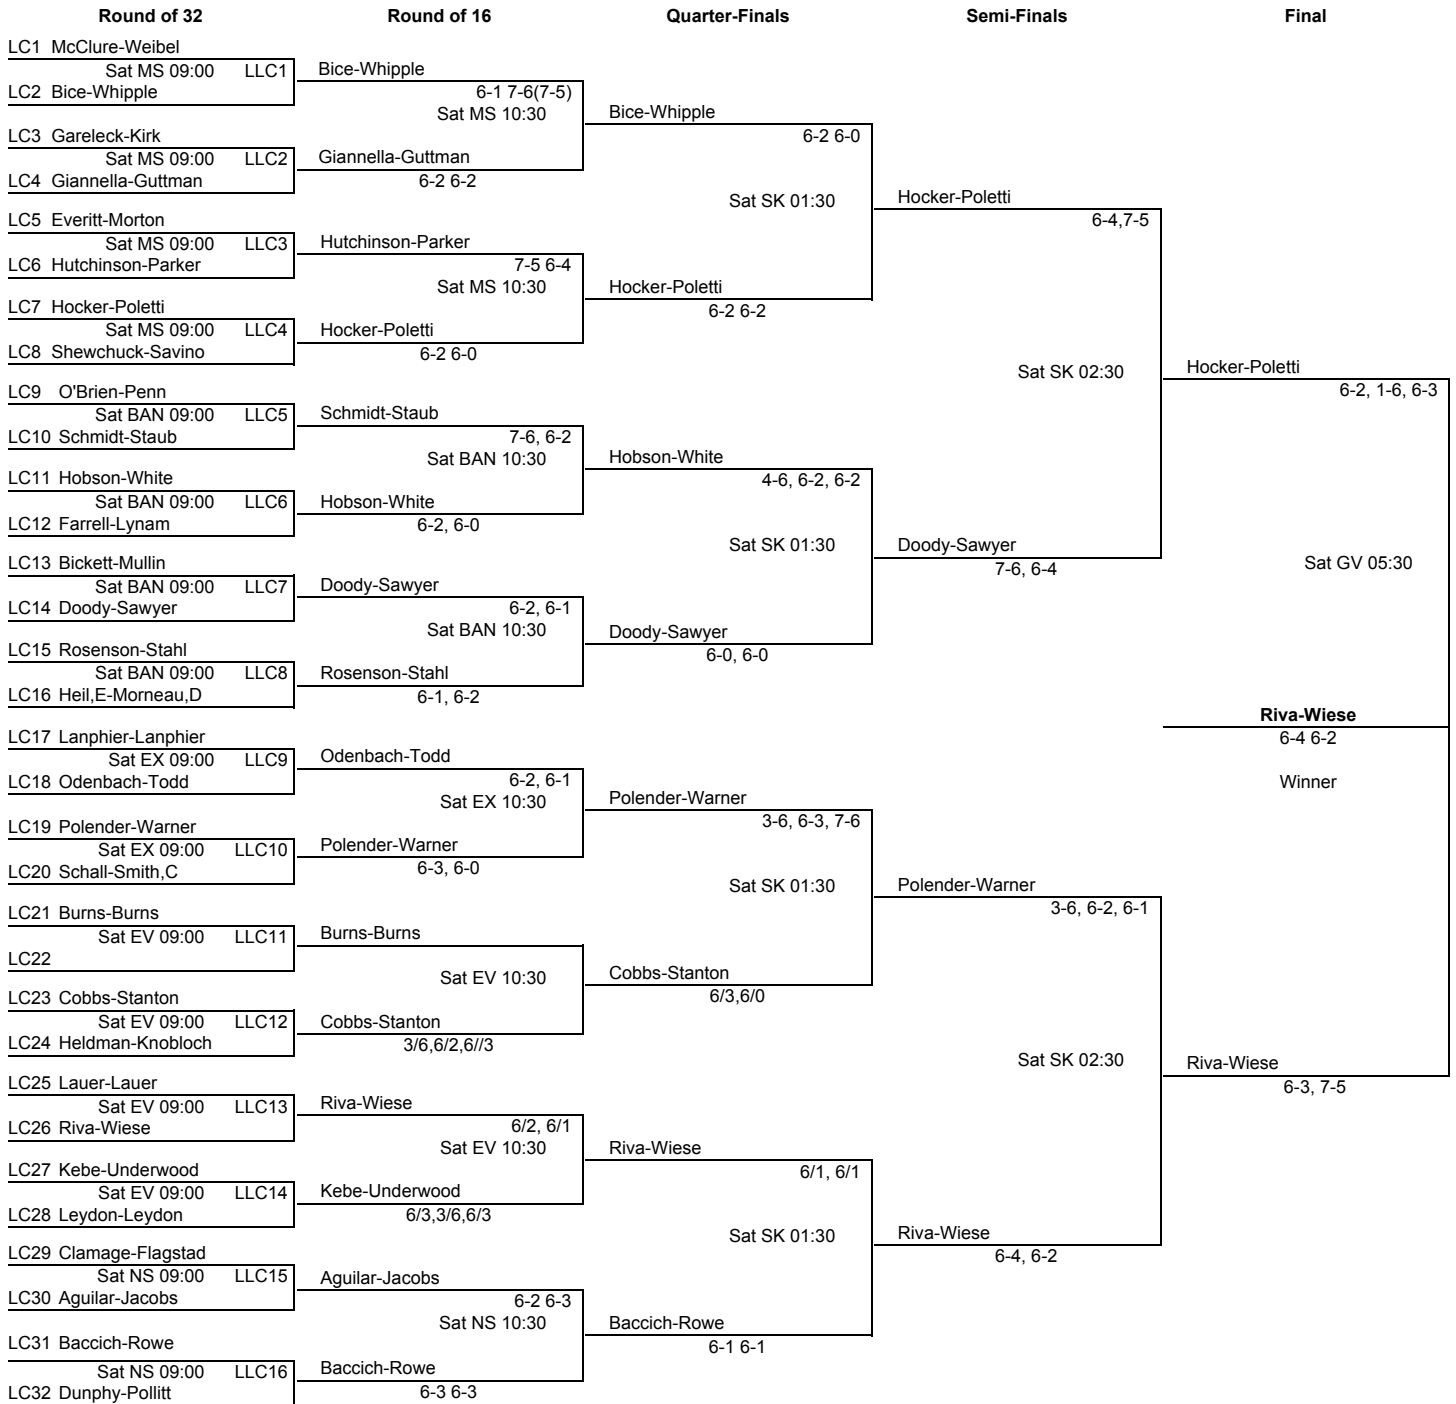 Round of 32 Round of 16 Quarter-Finals Semi-Finals Final
LC1 McClure-Weibel
Sat MS 09:00 LLC1 Bice-Whipple
LC2 Bice-Whipple 6-1 7-6(7-5)
Sat MS 10:30 Bice-Whipple
LC3 Gareleck-Kirk 6-2 6-0
Sat MS 09:00 LLC2 Giannella-Guttman
LC4 Giannella-Guttman 6-2 6-2
Sat SK 01:30 Hocker-Poletti
LC5 Everitt-Morton 6-4,7-5
Sat MS 09:00 LLC3 Hutchinson-Parker
LC6 Hutchinson-Parker 7-5 6-4
Sat MS 10:30 Hocker-Poletti
LC7 Hocker-Poletti 6-2 6-2
Sat MS 09:00 LLC4 Hocker-Poletti
LC8 Shewchuck-Savino 6-2 6-0
Sat SK 02:30 Hocker-Poletti
LC9 O'Brien-Penn 6-2, 1-6, 6-3
Sat BAN 09:00 LLC5 Schmidt-Staub
LC10 Schmidt-Staub 7-6, 6-2
Sat BAN 10:30 Hobson-White
LC11 Hobson-White 4-6, 6-2, 6-2
Sat BAN 09:00 LLC6 Hobson-White
LC12 Farrell-Lynam 6-2, 6-0
Sat SK 01:30 Doody-Sawyer
LC13 Bickett-Mullin 7-6, 6-4 Sat GV 05:30
Sat BAN 09:00 LLC7 Doody-Sawyer
LC14 Doody-Sawyer 6-2, 6-1
Sat BAN 10:30 Doody-Sawyer
LC15 Rosenson-Stahl 6-0, 6-0
Sat BAN 09:00 LLC8 Rosenson-Stahl
LC16 Heil,E-Morneau,D 6-1, 6-2
Riva-Wiese
LC17 Lanphier-Lanphier 6-4 6-2
Sat EX 09:00 LLC9 Odenbach-Todd
LC18 Odenbach-Todd 6-2, 6-1 Winner
Sat EX 10:30 Polender-Warner
LC19 Polender-Warner 3-6, 6-3, 7-6
Sat EX 09:00 LLC10 Polender-Warner
LC20 Schall-Smith,C 6-3, 6-0
Sat SK 01:30 Polender-Warner
LC21 Burns-Burns 3-6, 6-2, 6-1
Sat EV 09:00 LLC11 Burns-Burns
LC22
Sat EV 10:30 Cobbs-Stanton
LC23 Cobbs-Stanton 6/3,6/0
Sat EV 09:00 LLC12 Cobbs-Stanton
LC24 Heldman-Knobloch 3/6,6/2,6//3
Sat SK 02:30 Riva-Wiese
LC25 Lauer-Lauer 6-3, 7-5
Sat EV 09:00 LLC13 Riva-Wiese
LC26 Riva-Wiese 6/2, 6/1
Sat EV 10:30 Riva-Wiese
LC27 Kebe-Underwood 6/1, 6/1
Sat EV 09:00 LLC14 Kebe-Underwood
LC28 Leydon-Leydon 6/3,3/6,6/3
Sat SK 01:30 Riva-Wiese
LC29 Clamage-Flagstad 6-4, 6-2
Sat NS 09:00 LLC15 Aguilar-Jacobs
LC30 Aguilar-Jacobs 6-2 6-3
Sat NS 10:30 Baccich-Rowe
LC31 Baccich-Rowe 6-1 6-1
Sat NS 09:00 LLC16 Baccich-Rowe
LC32 Dunphy-Pollitt 6-3 6-3